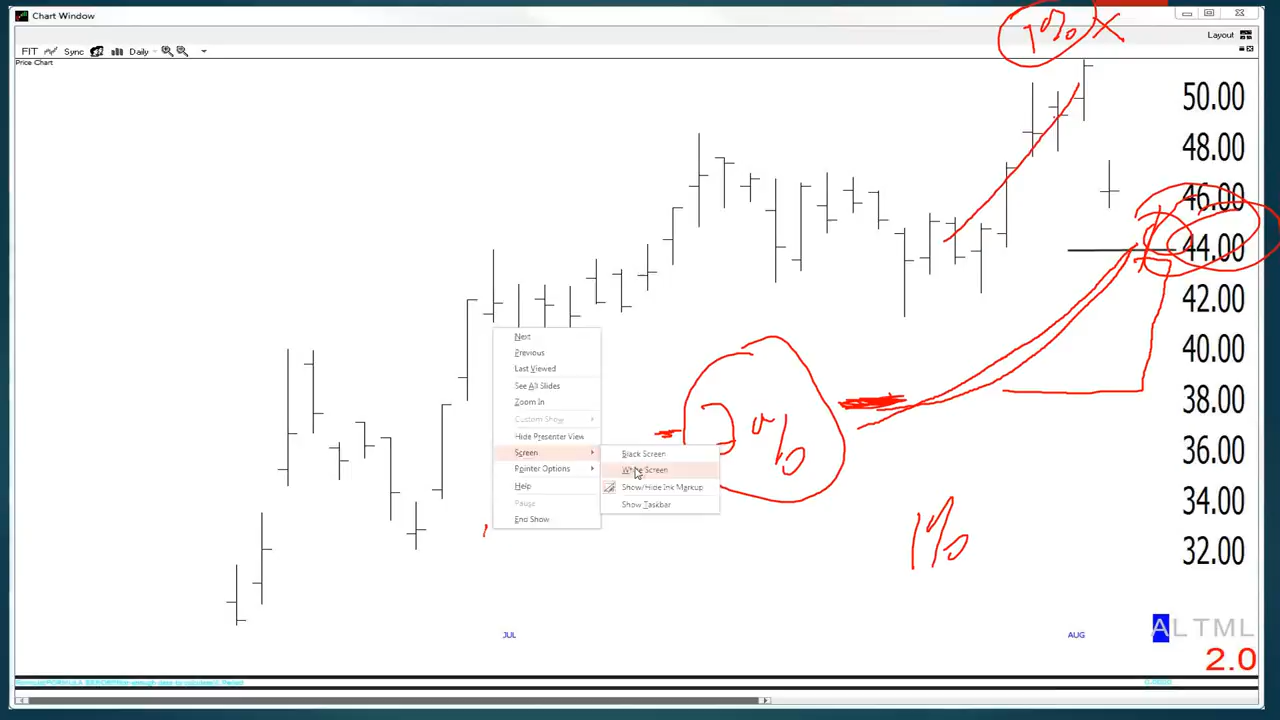 Chart Window
1% X
Layout
FIT Sync Daily
Price Chart
50.00
48.00
46.00
44.00
42.00
40.00
38.00
36.00
34.00
32.00
Next
Previous
Last Viewed
See All Slides
Zoom In
Custom Show
Hide Presenter View
Screen
Pointer Options
Help
Pause
End Show
Black Screen
White Screen
Show/Hide Ink Markup
Show Taskbar
%
1%
JUL
AUG
ALTML
2.0